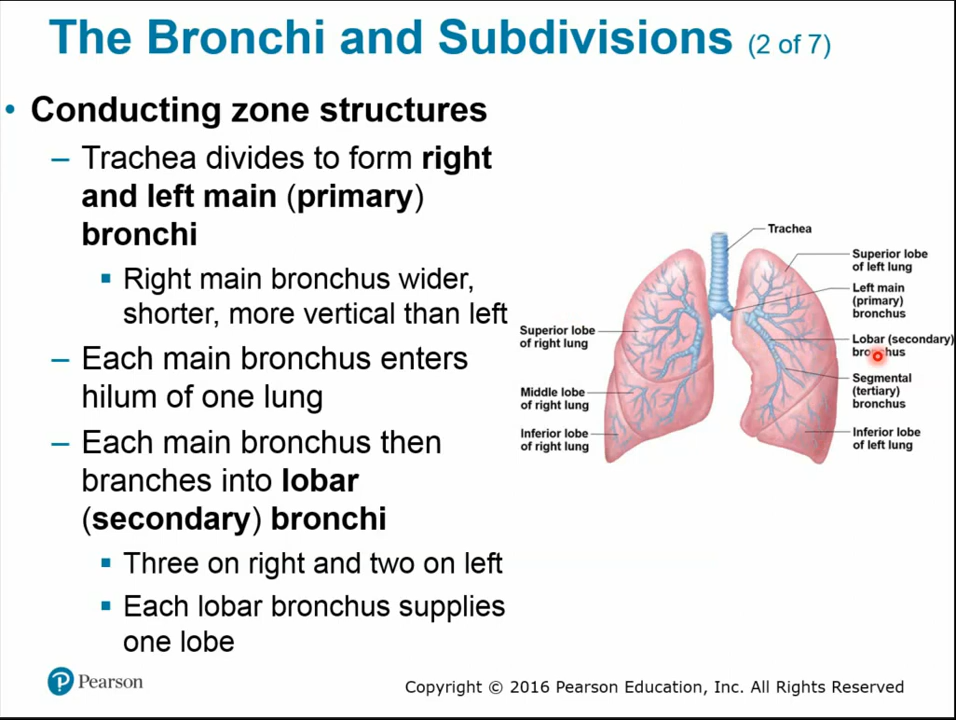 The Bronchi and Subdivisions (2 of 7)
• Conducting zone structures
– Trachea divides to form right
and left main (primary)
bronchi
▪ Right main bronchus wider,
shorter, more vertical than left
– Each main bronchus enters
hilum of one lung
– Each main bronchus then
branches into lobar
(secondary) bronchi
▪ Three on right and two on left
▪ Each lobar bronchus supplies
one lobe
Trachea
Superior lobe
of left lung
Left main
(primary)
bronchus
Lobar (secondary)
bronchus
Segmental
(tertiary)
bronchus
Inferior lobe
of left lung
Superior lobe
of right lung
Middle lobe
of right lung
Inferior lobe
of right lung
P Pearson
Copyright © 2016 Pearson Education, Inc. All Rights Reserved